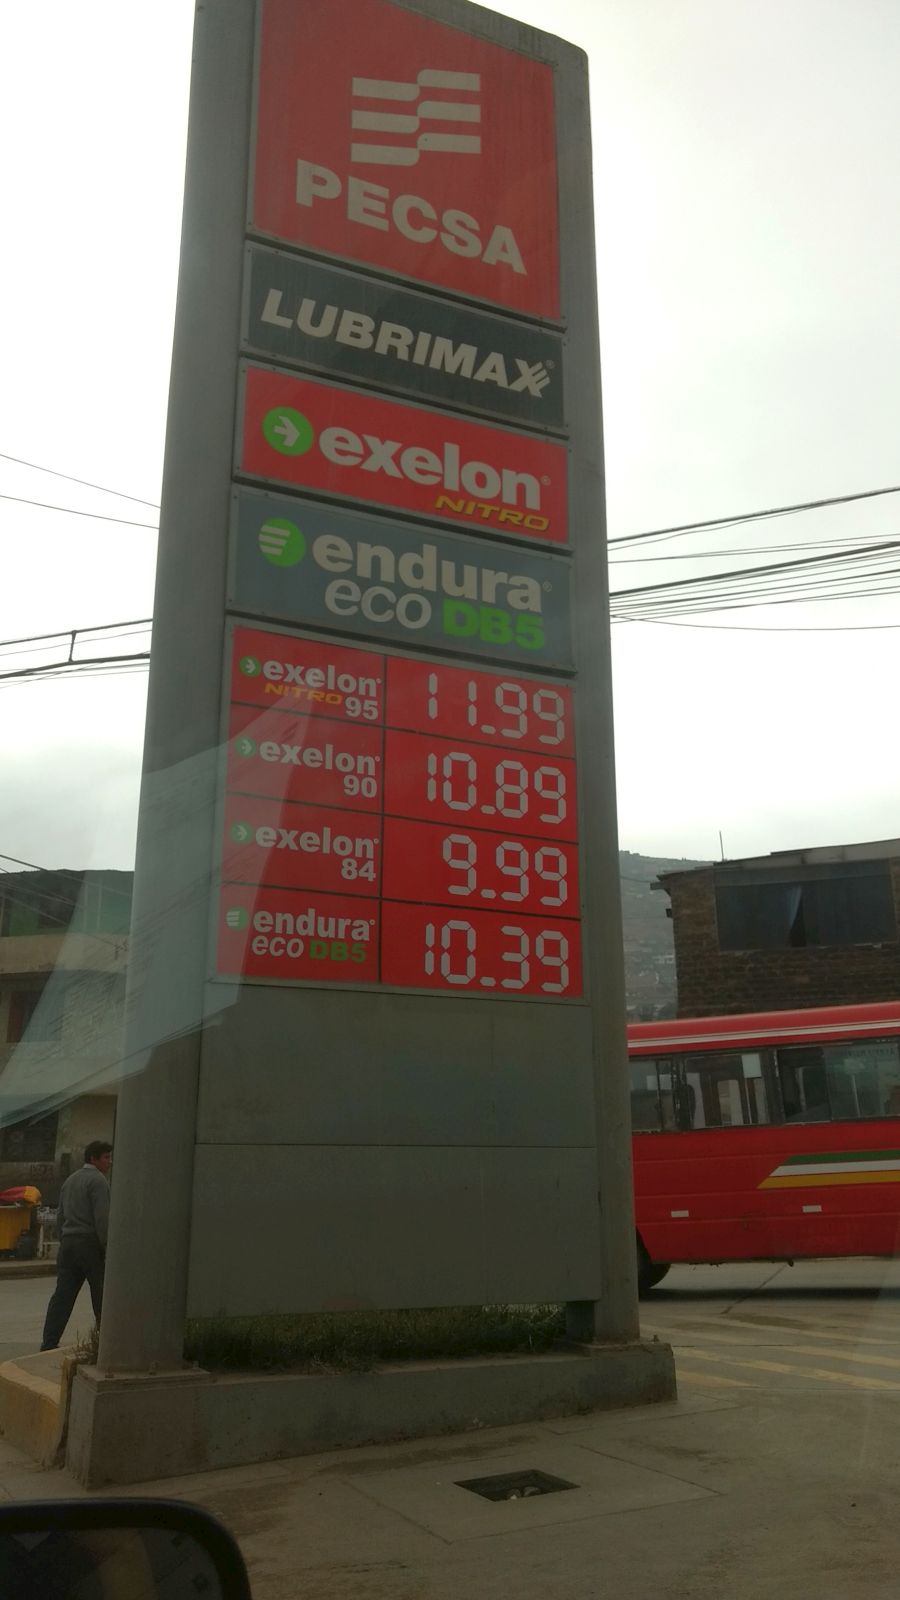 PECSA
LUBRIMAX®
exelon®
NITRO
endura®
eco DB5
exelon®
NITRO 95
11.99
exelon®
90
10.89
exelon®
84
9.99
endura®
eco DB5
10.39